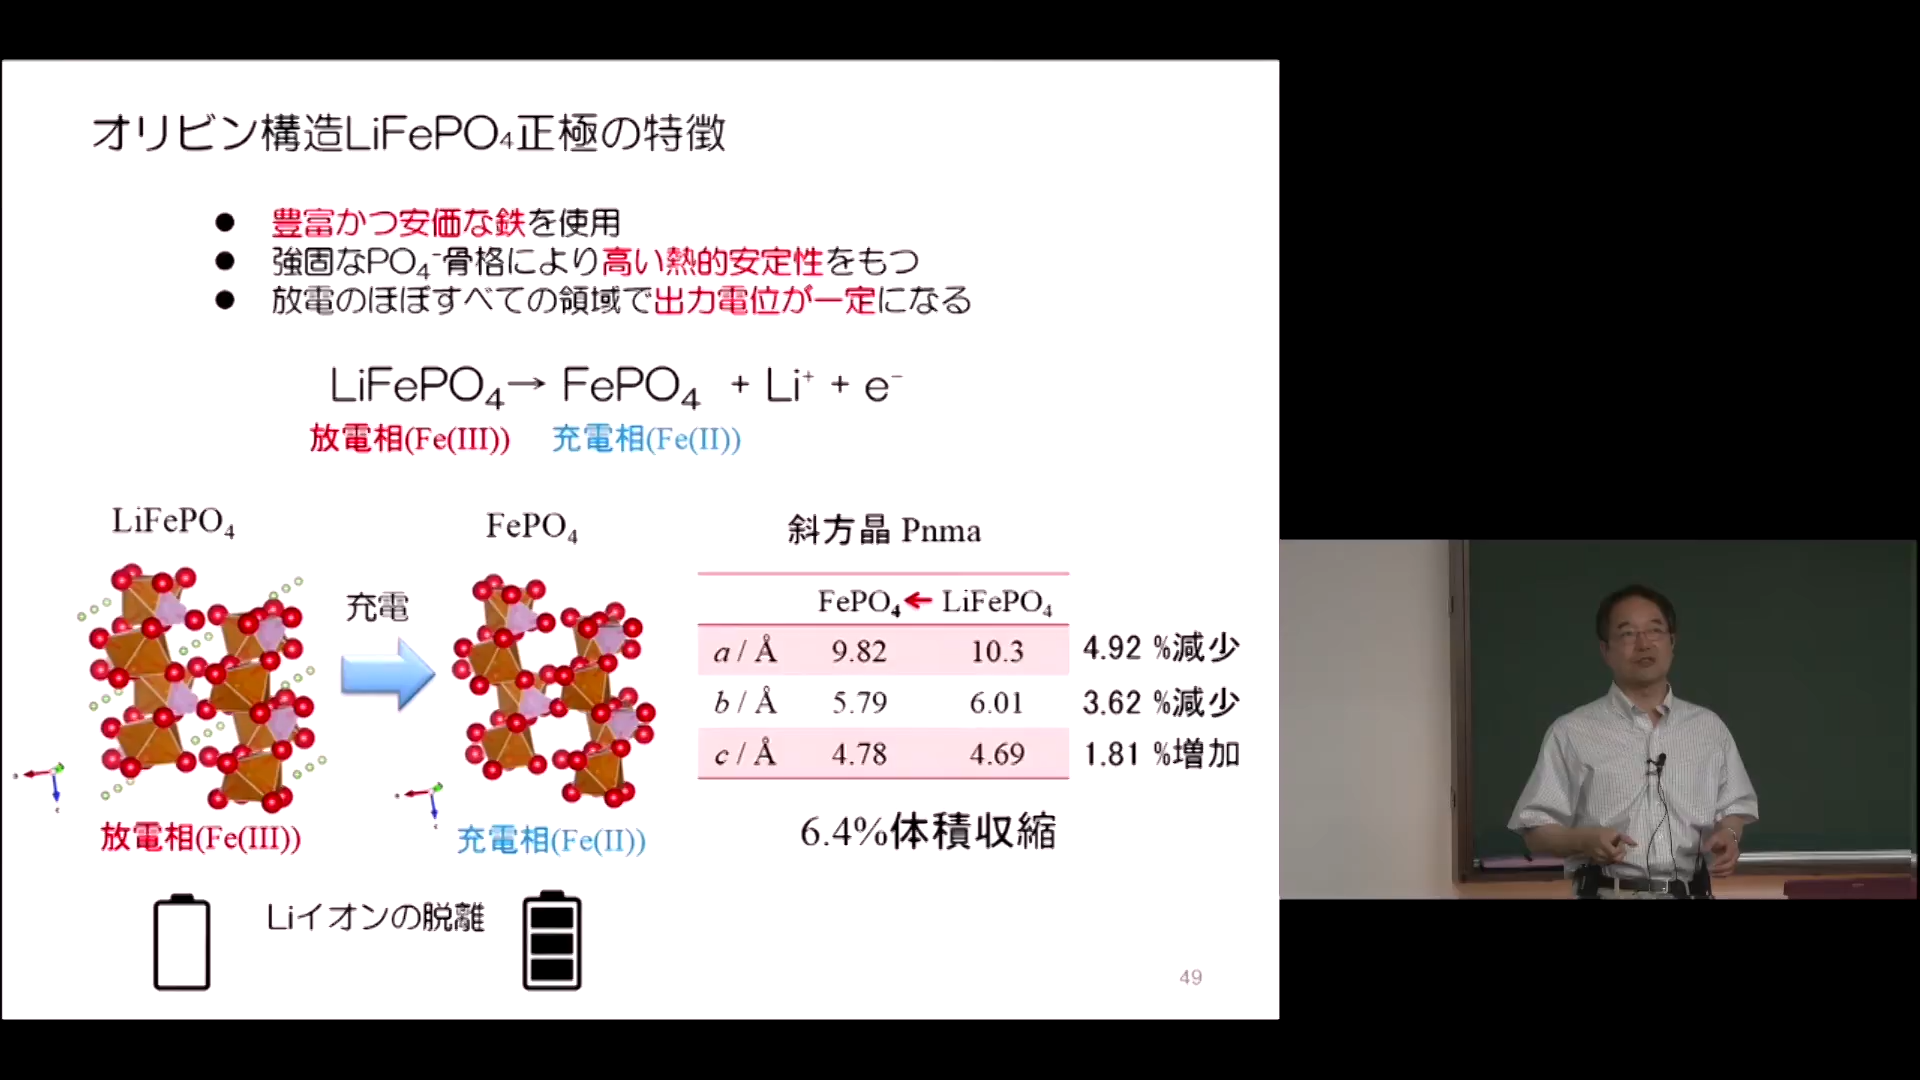 オリビン構造LiFePO₄正極の特徴
● 豊富かつ安価な鉄を使用
● 強固なPO₄⁻骨格により高い熱的安定性をもつ
● 放電のほぼすべての領域で出力電位が一定になる
LiFePO₄→ FePO₄ + Li⁺ + e⁻
放電相(Fe(III)) 充電相(Fe(II))
LiFePO₄
充電
FePO₄
放電相(Fe(III))
充電相(Fe(II))
Liイオンの脱離
斜方晶 Pnma
FePO₄ ← LiFePO₄
a / Å 9.82 10.3 4.92 %減少
b / Å 5.79 6.01 3.62 %減少
c / Å 4.78 4.69 1.81 %増加
6.4%体積収縮
49